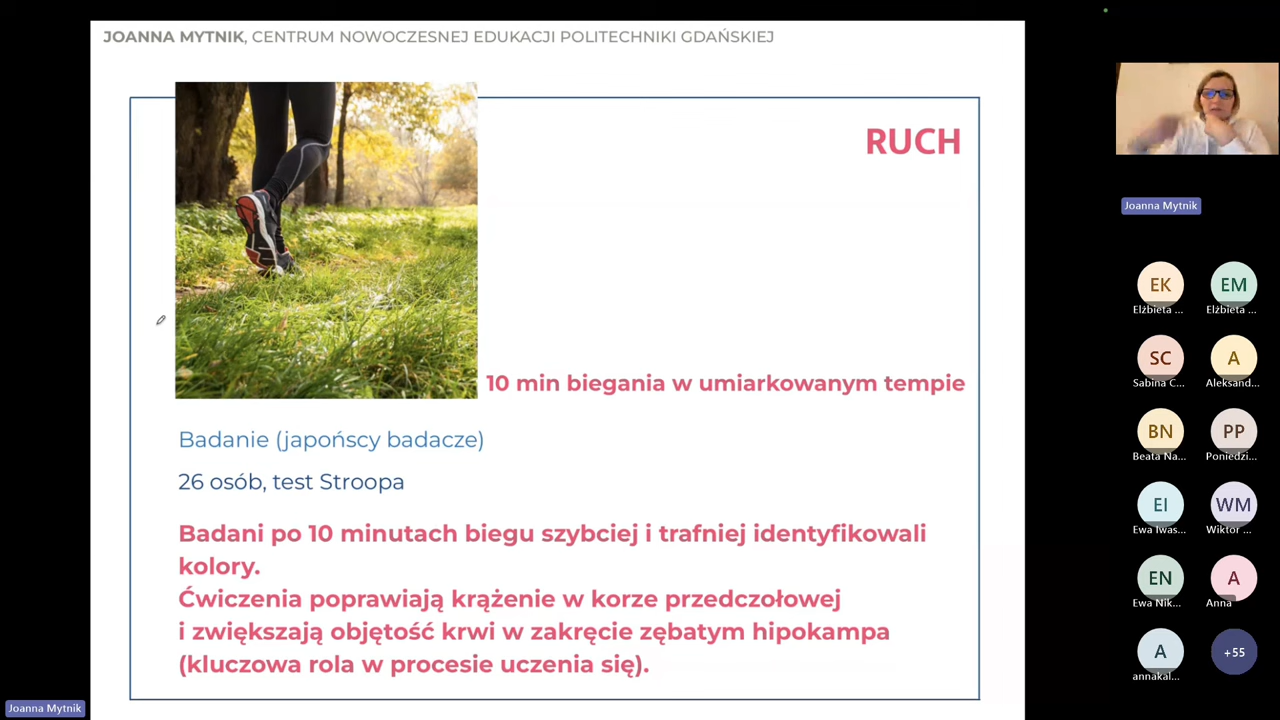 JOANNA MYTNIK, CENTRUM NOWOCZESNEJ EDUKACJI POLITECHNIKI GDAŃSKIEJ
RUCH
10 min biegania w umiarkowanym tempie
Badanie (japońscy badacze)
26 osób, test Stroopa
Badani po 10 minutach biegu szybciej i trafniej identyfikowali
kolory.
Ćwiczenia poprawiają krążenie w korze przedczołowej
i zwiększają objętość krwi w zakręcie zębatym hipokampa
(kluczowa rola w procesie uczenia się).
Joanna Mytnik
Joanna Mytnik
EK
EM
Elżbieta ...
Elżbieta ...
SC
A
Sabina C...
Aleksand...
BN
PP
Beata Na...
Poniedzi...
EI
WM
Ewa Iwas...
Wiktor ...
EN
A
Ewa Nik...
Anna
A
+55
annakal...